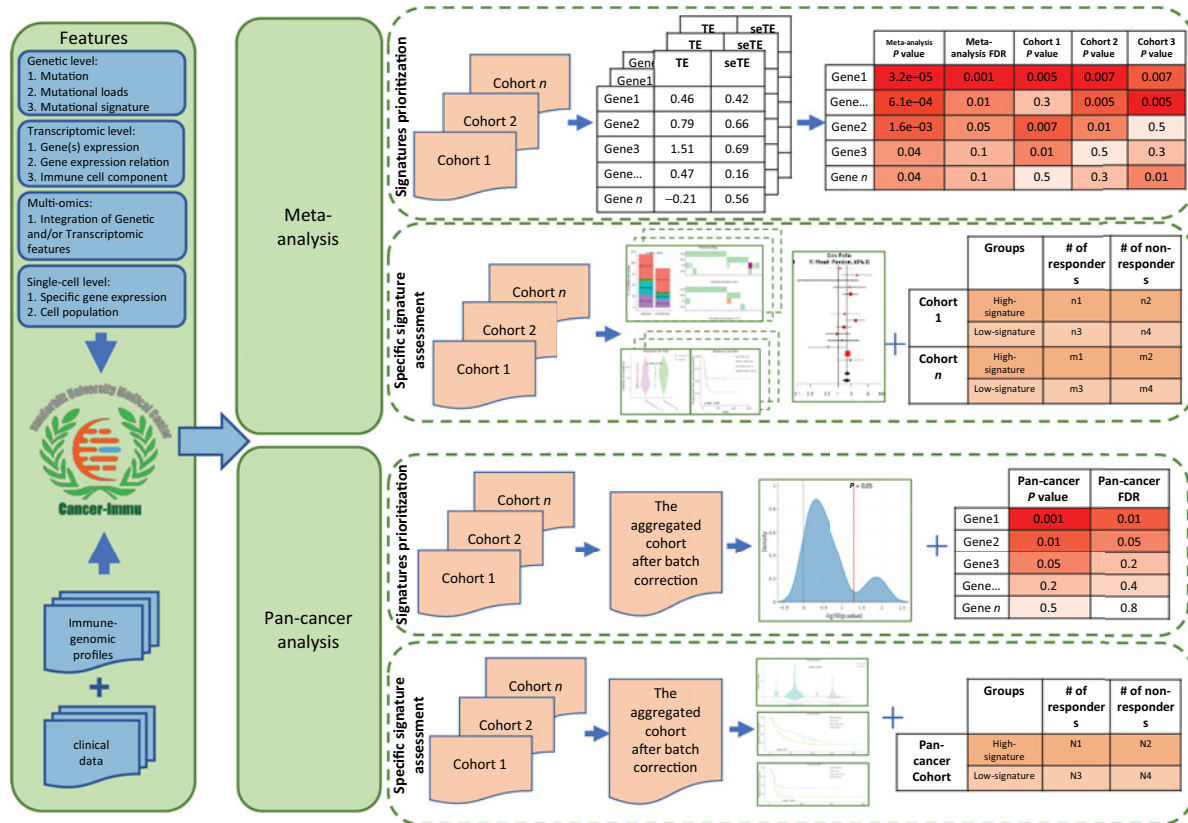 Features
Genetic level:
1. Mutation
2. Mutational loads
3. Mutational signature
Transcriptomic level:
1. Gene(s) expression
2. Gene expression relation
3. Immune cell component
Multi-omics:
1. Integration of Genetic
and/or Transcriptomic
features
Single-cell level:
1. Specific gene expression
2. Cell population
Vanderbilt University Medical Center
Cancer-Immu
Immune-
genomic
profiles
+
clinical
data
Meta-
analysis
Pan-cancer
analysis
Signatures prioritization
Cohort n
Cohort 2
Cohort 1
TE seTE
TE seTE
TE seTE
Gene1
Gene1 0.46 0.42
Gene2 0.79 0.66
Gene3 1.51 0.69
Gene... 0.47 0.16
Gene n –0.21 0.56
Meta-analysis P value
Meta-analysis FDR
Cohort 1 P value
Cohort 2 P value
Cohort 3 P value
Gene1 3.2e–05 0.001 0.005 0.007 0.007
Gene... 6.1e–04 0.01 0.3 0.005 0.005
Gene2 1.6e–03 0.05 0.007 0.01 0.5
Gene3 0.04 0.1 0.01 0.5 0.3
Gene n 0.04 0.1 0.5 0.3 0.01
Specific signature
assessment
Cohort n
Cohort 2
Cohort 1
+
Groups
# of responder s
# of non-responder s
Cohort 1
High-signature n1 n2
Low-signature n3 n4
Cohort n
High-signature m1 m2
Low-signature m3 m4
Signatures prioritization
Cohort n
Cohort 2
Cohort 1
The
aggregated
cohort
after batch
correction
P = 0.05
Density
+
Pan-cancer P value
Pan-cancer FDR
Gene1 0.001 0.01
Gene2 0.01 0.05
Gene3 0.05 0.2
Gene... 0.2 0.4
Gene n 0.5 0.8
Specific signature
assessment
Cohort n
Cohort 2
Cohort 1
The
aggregated
cohort
after batch
correction
+
Groups
# of responder s
# of non-responder s
Pan-cancer Cohort
High-signature N1 N2
Low-signature N3 N4